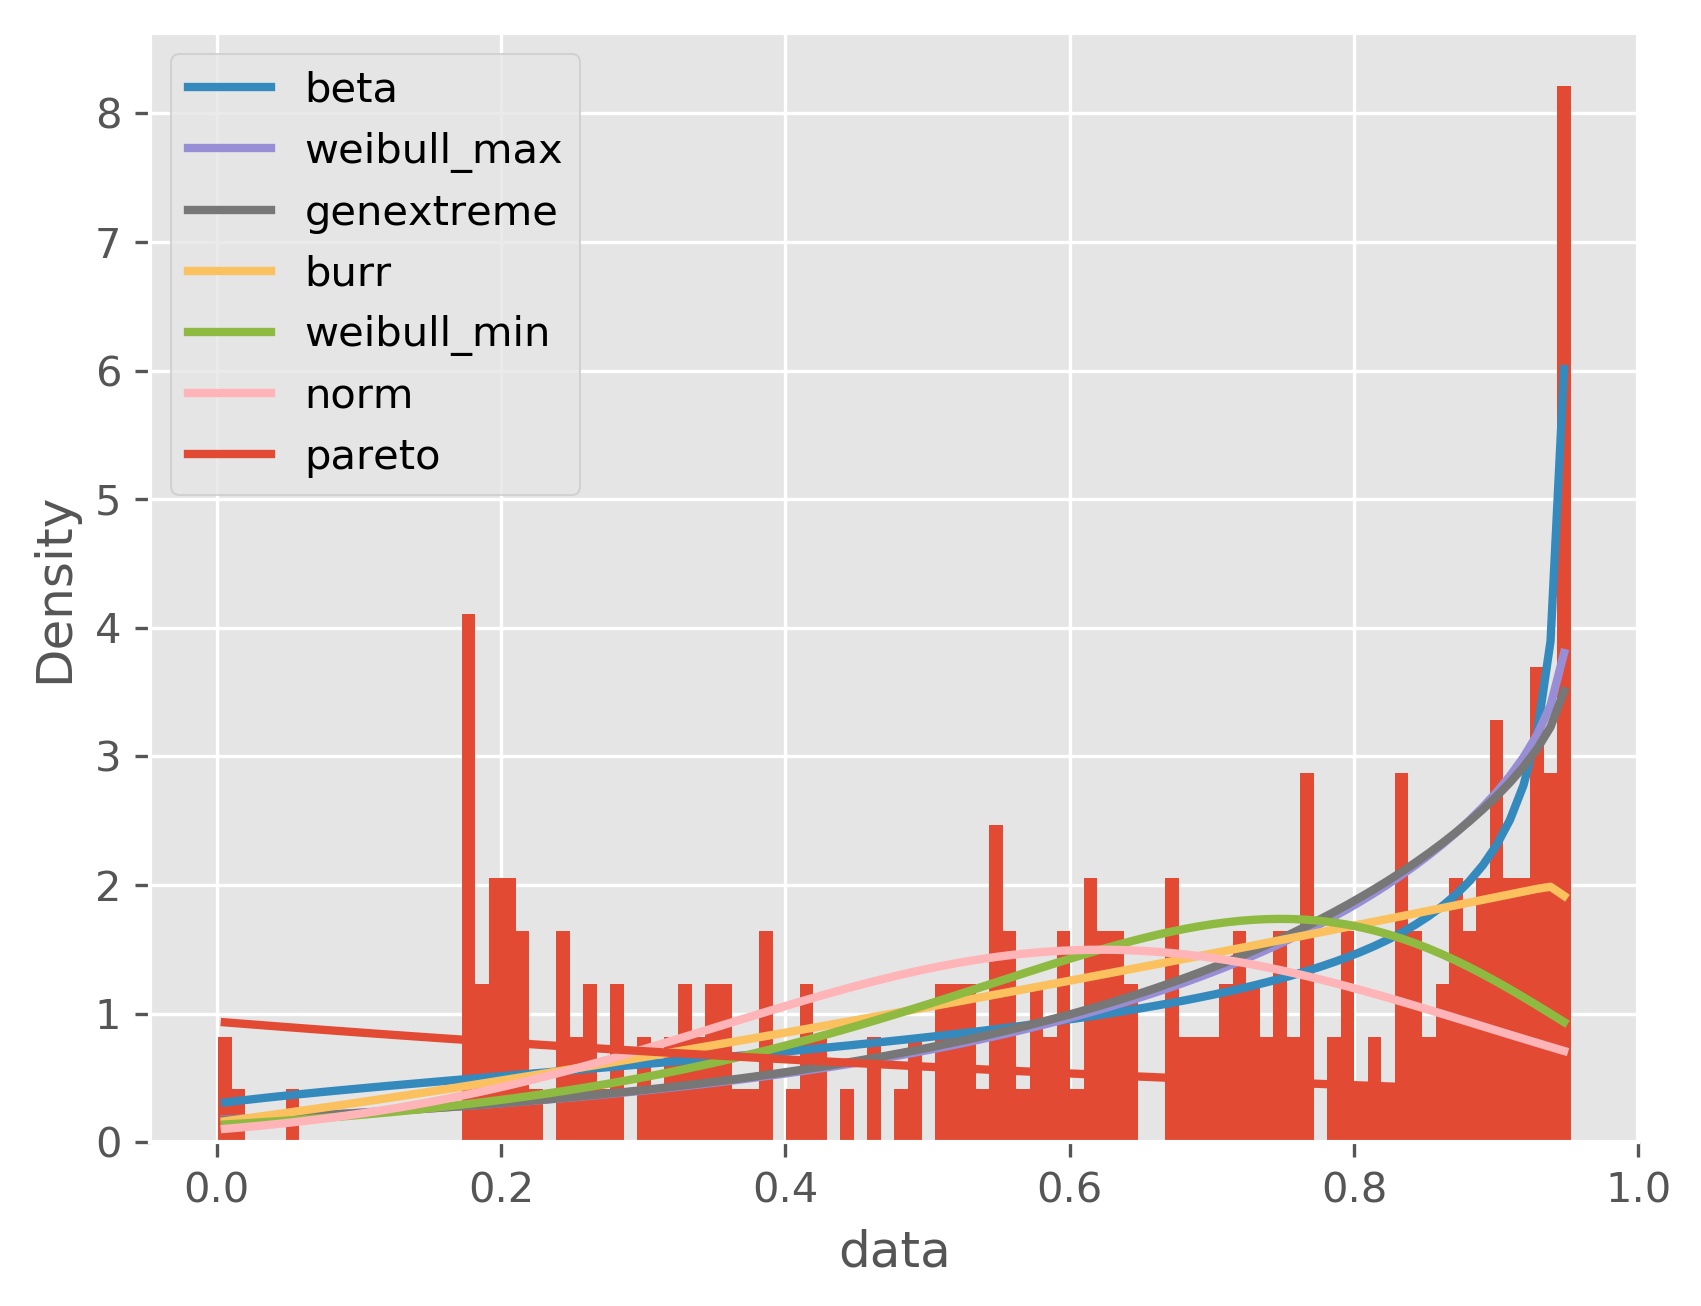 beta
weibull_max
genextreme
burr
weibull_min
norm
pareto
8
7
6
5
4
3
2
1
0
Density
0.0 0.2 0.4 0.6 0.8 1.0
data